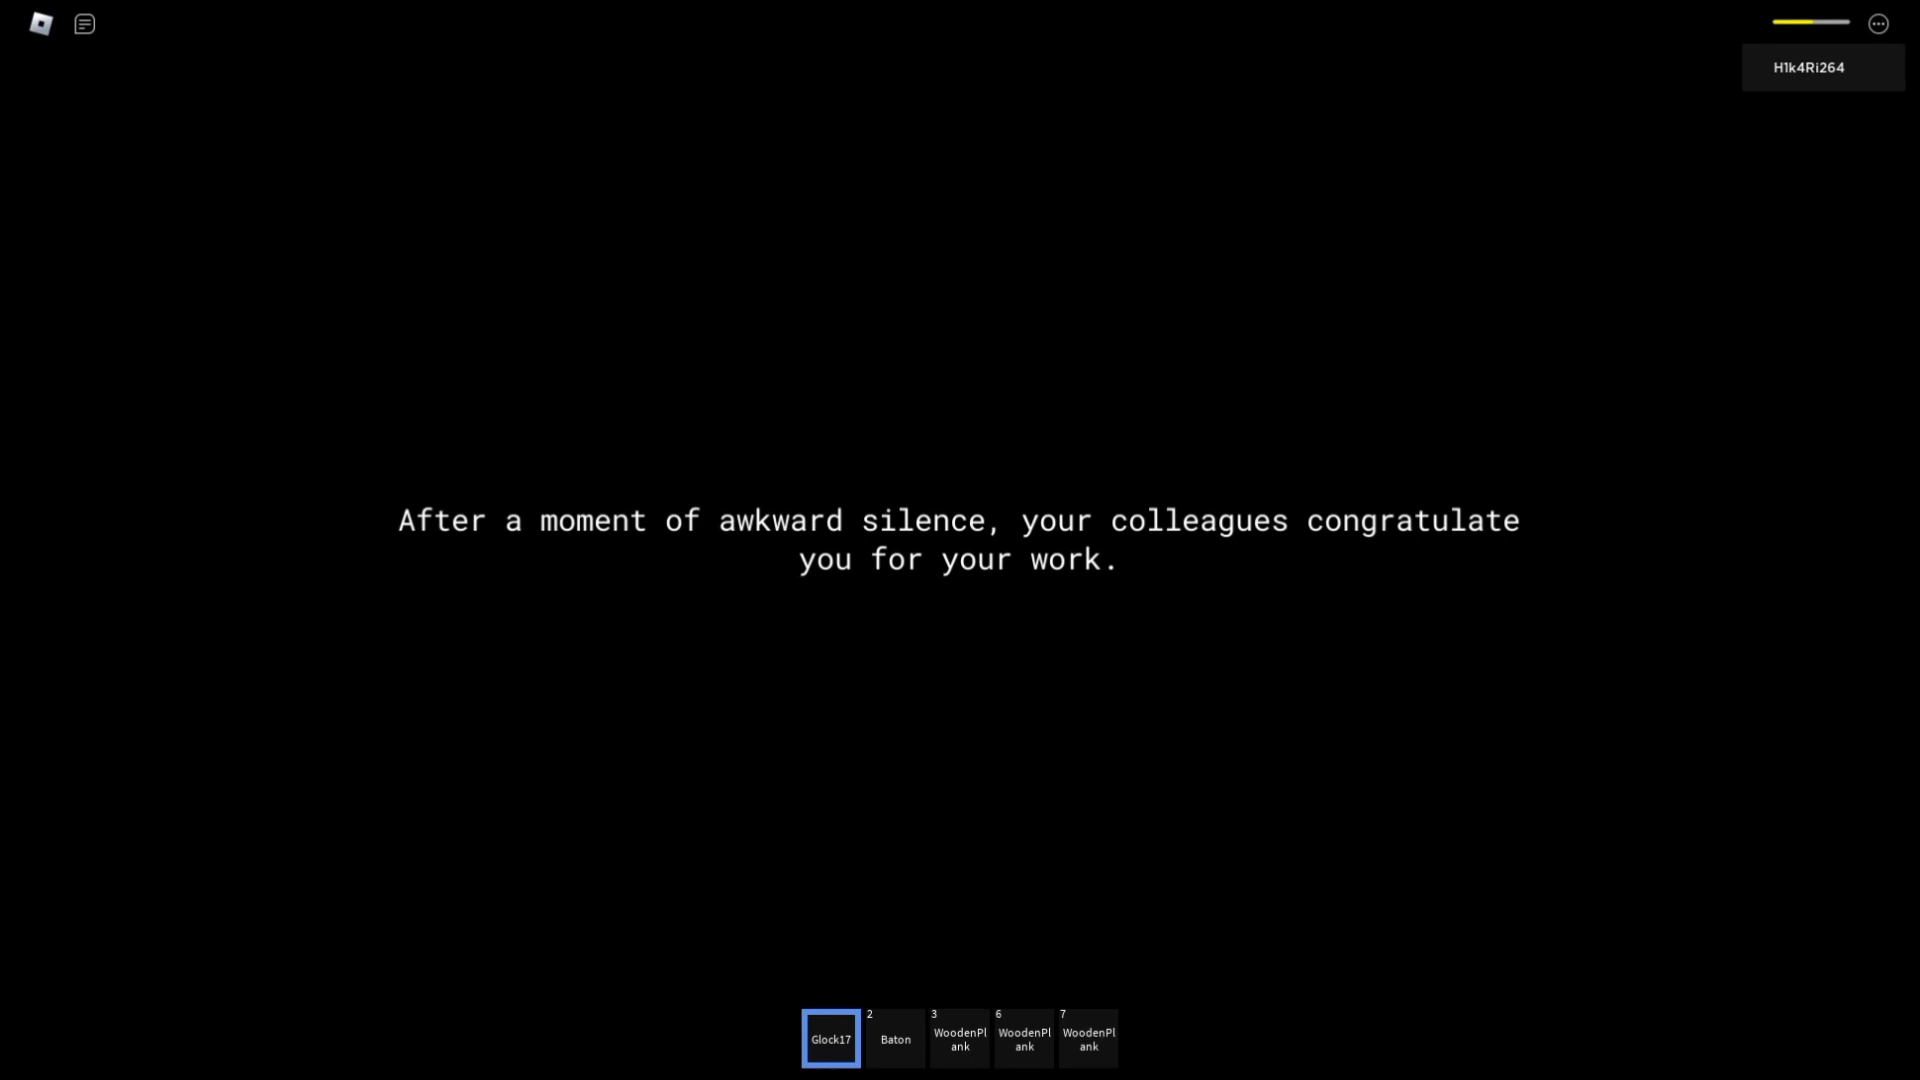 H1k4Ri264
After a moment of awkward silence, your colleagues congratulate
you for your work.
Glock17
2
Baton
3
WoodenPl
ank
6
WoodenPl
ank
7
WoodenPl
ank